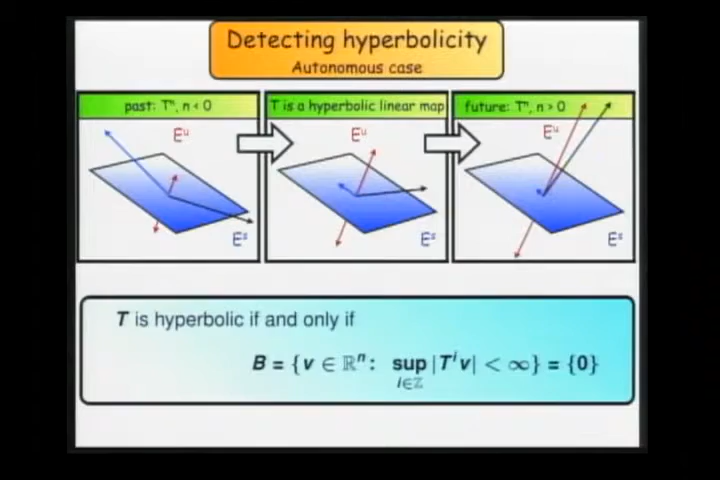 Detecting hyperbolicity
Autonomous case
past: Tⁿ, n < 0
T is a hyperbolic linear map
future: Tⁿ, n > 0
Eᵘ
Eˢ
Eᵘ
Eˢ
Eᵘ
Eˢ
T is hyperbolic if and only if
B = {v ∈ ℝⁿ : sup |Tⁱv| < ∞} = {0}
i∈ℤ